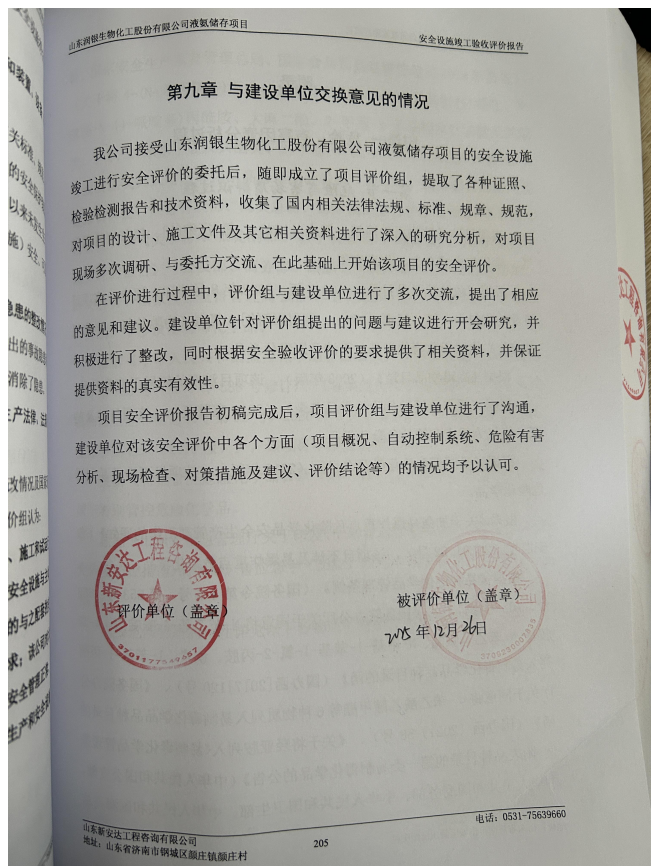 山东润银生物化工股份有限公司液氨储存项目
安全设施竣工验收评价报告
第九章 与建设单位交换意见的情况
我公司接受山东润银生物化工股份有限公司液氨储存项目的安全设施
竣工进行安全评价的委托后，随即成立了项目评价组，提取了各种证照、
检验检测报告和技术资料，收集了国内相关法律法规、标准、规章、规范，
对项目的设计、施工文件及其它相关资料进行了深入的研究分析，对项目
现场多次调研、与委托方交流、在此基础上开始该项目的安全评价。
在评价进行过程中，评价组与建设单位进行了多次交流，提出了相应
的意见和建议。建设单位针对评价组提出的问题与建议进行开会研究，并
积极进行了整改，同时根据安全验收评价的要求提供了相关资料，并保证
提供资料的真实有效性。
项目安全评价报告初稿完成后，项目评价组与建设单位进行了沟通，
建设单位对该安全评价中各个方面（项目概况、自动控制系统、危险有害
分析、现场检查、对策措施及建议、评价结论等）的情况均予以认可。
山东新安达工程咨询有限公司
评价单位（盖章）
生物化工股份有限公司
被评价单位（盖章）
年12月26日
山东新安达工程咨询有限公司
地址：山东省济南市钢城区颜庄镇颜庄村
205
电话：0531-75639660